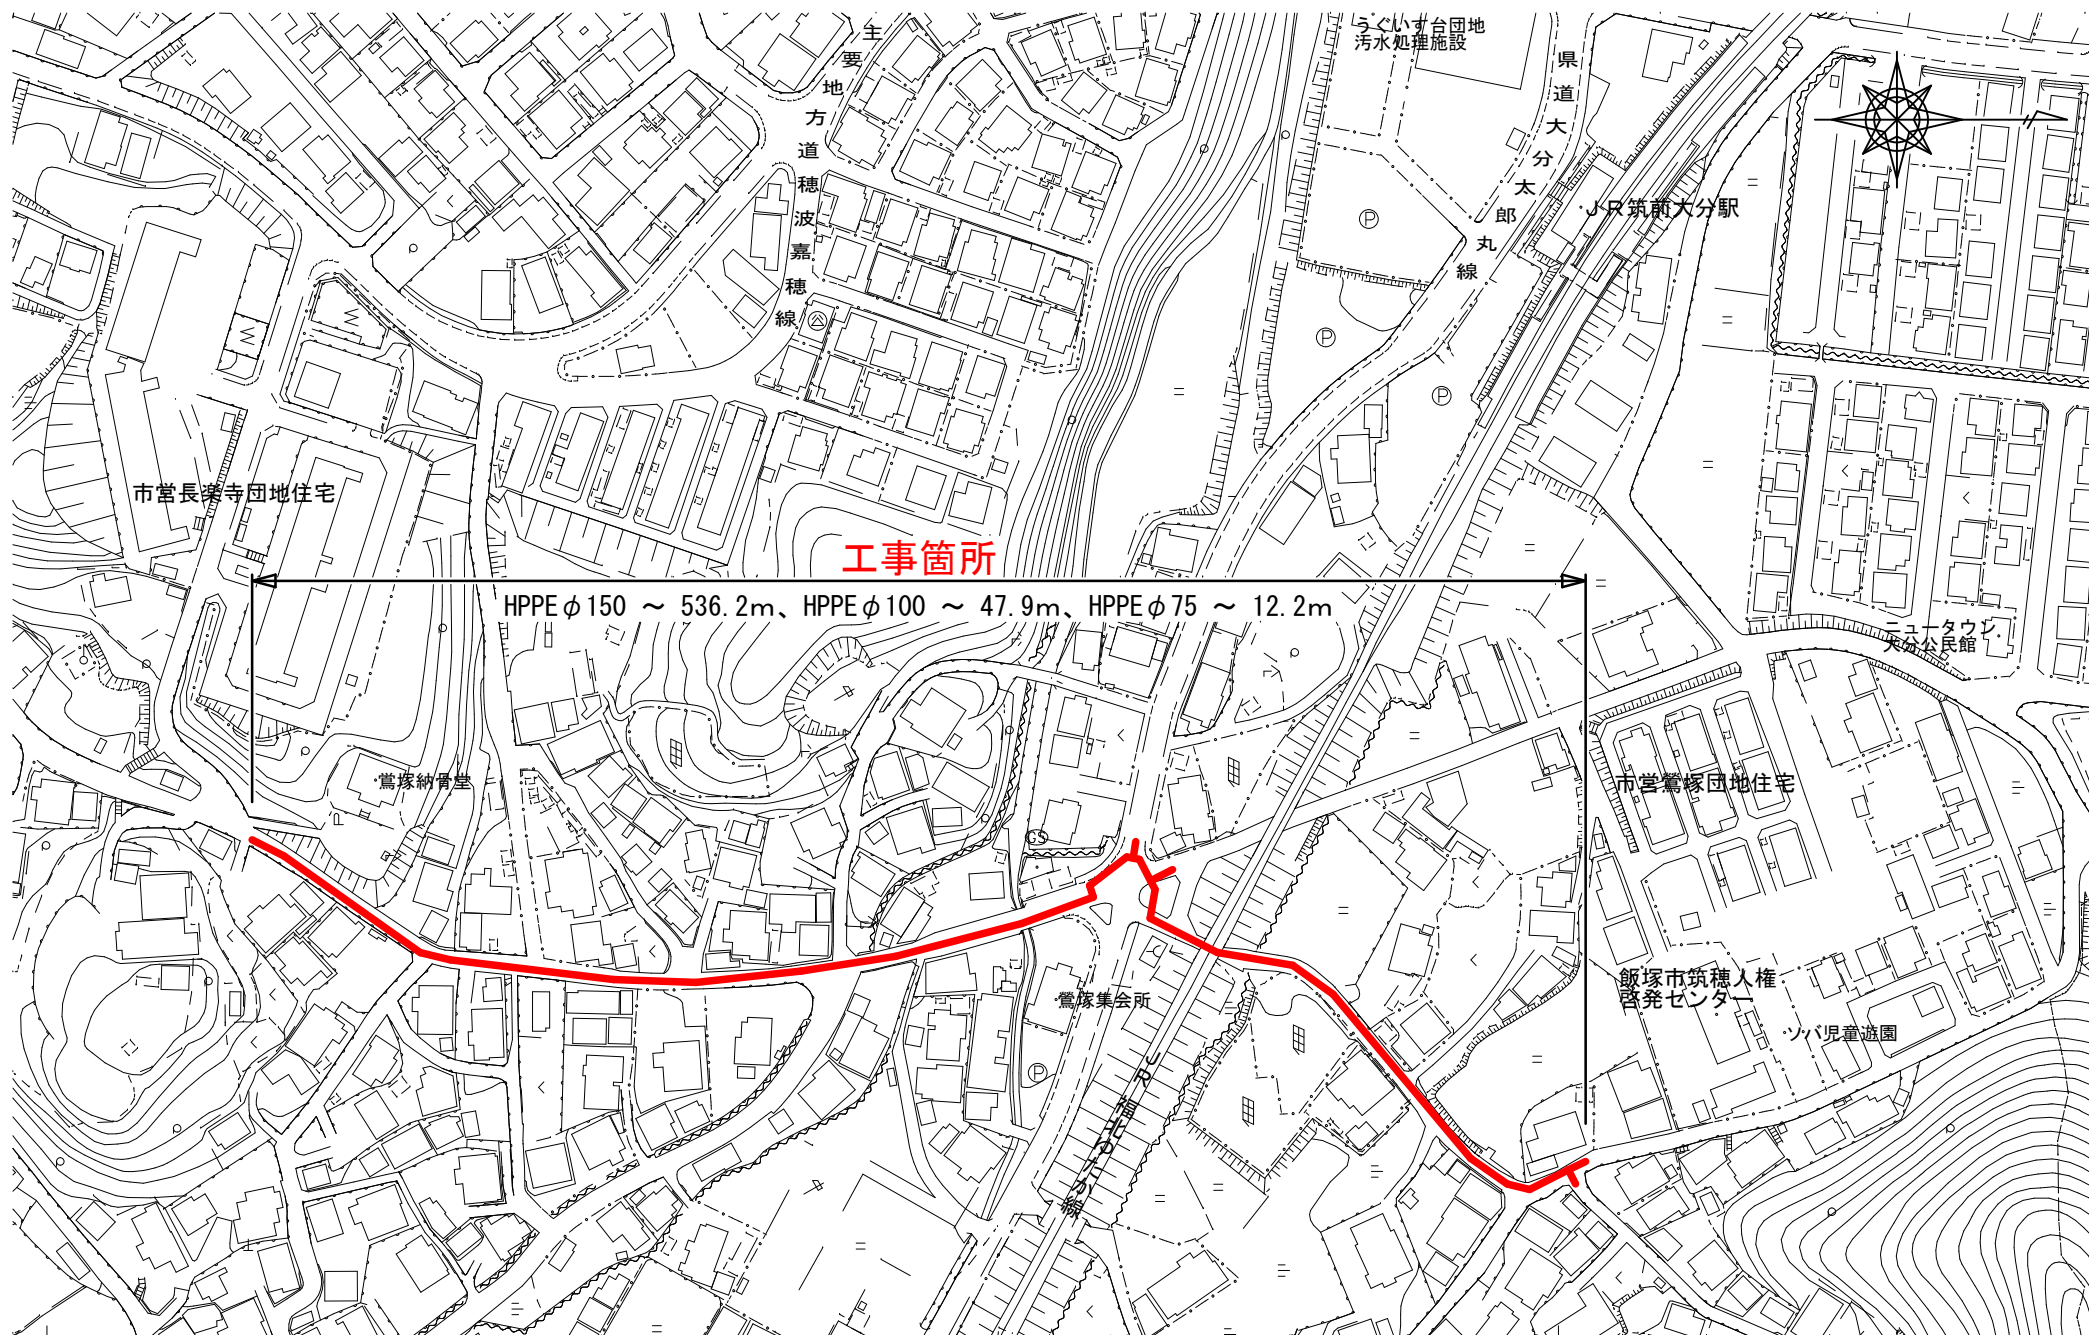 うぐいす台団地
汚水処理施設
主要地方道穂波嘉穂線
県道大分太郎丸線
JR筑前大分駅
市営長楽寺団地住宅
工事箇所
HPPEφ150 ～ 536.2m、HPPEφ100 ～ 47.9m、HPPEφ75 ～ 12.2m
ニュータウン
大分公民館
鶯塚納骨堂
市営鶯塚団地住宅
GS
鶯塚集会所
飯塚市筑穂人権
啓発センター
ソバ児童遊園
JR福北ゆたか線
P
P
P
P